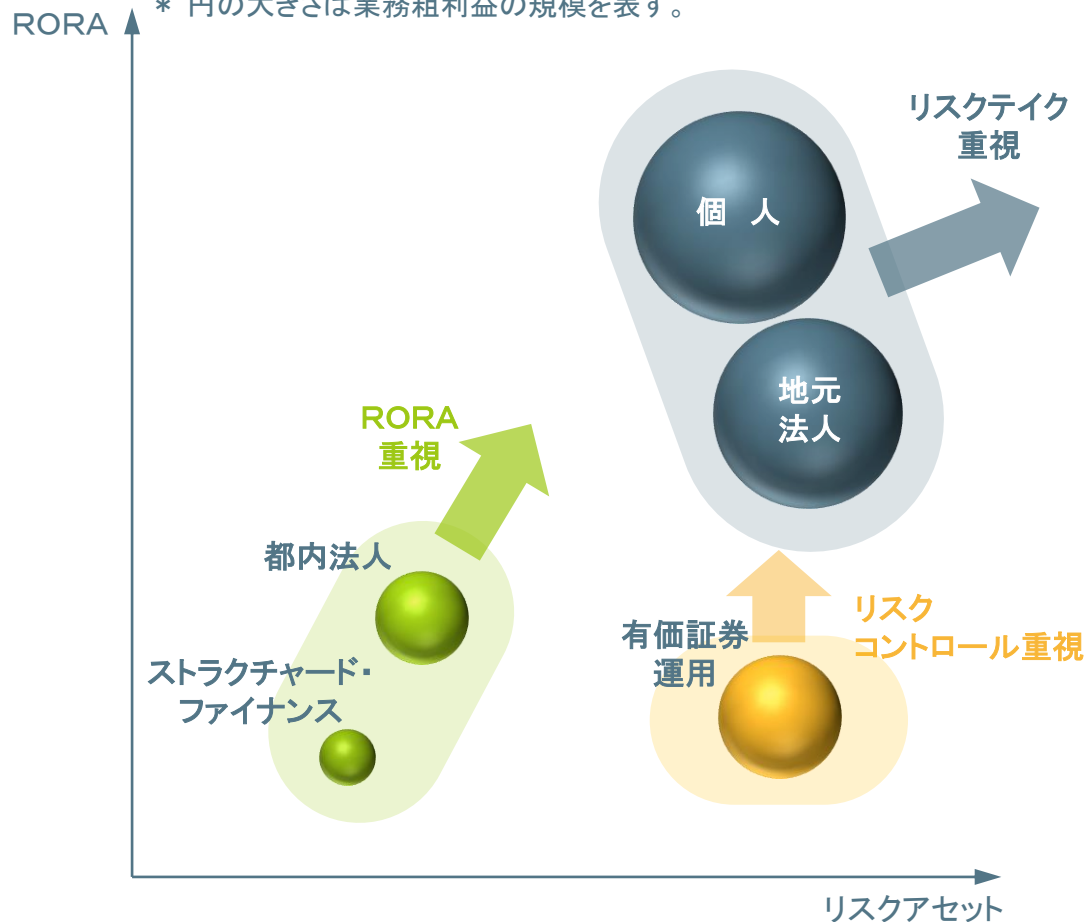 * 円の大きさは業務粗利益の規模を表す。
RORA
リスクテイク
重視
個 人
地元
法人
RORA
重視
都内法人
ストラクチャード・
ファイナンス
有価証券
運用
リスク
コントロール重視
リスクアセット